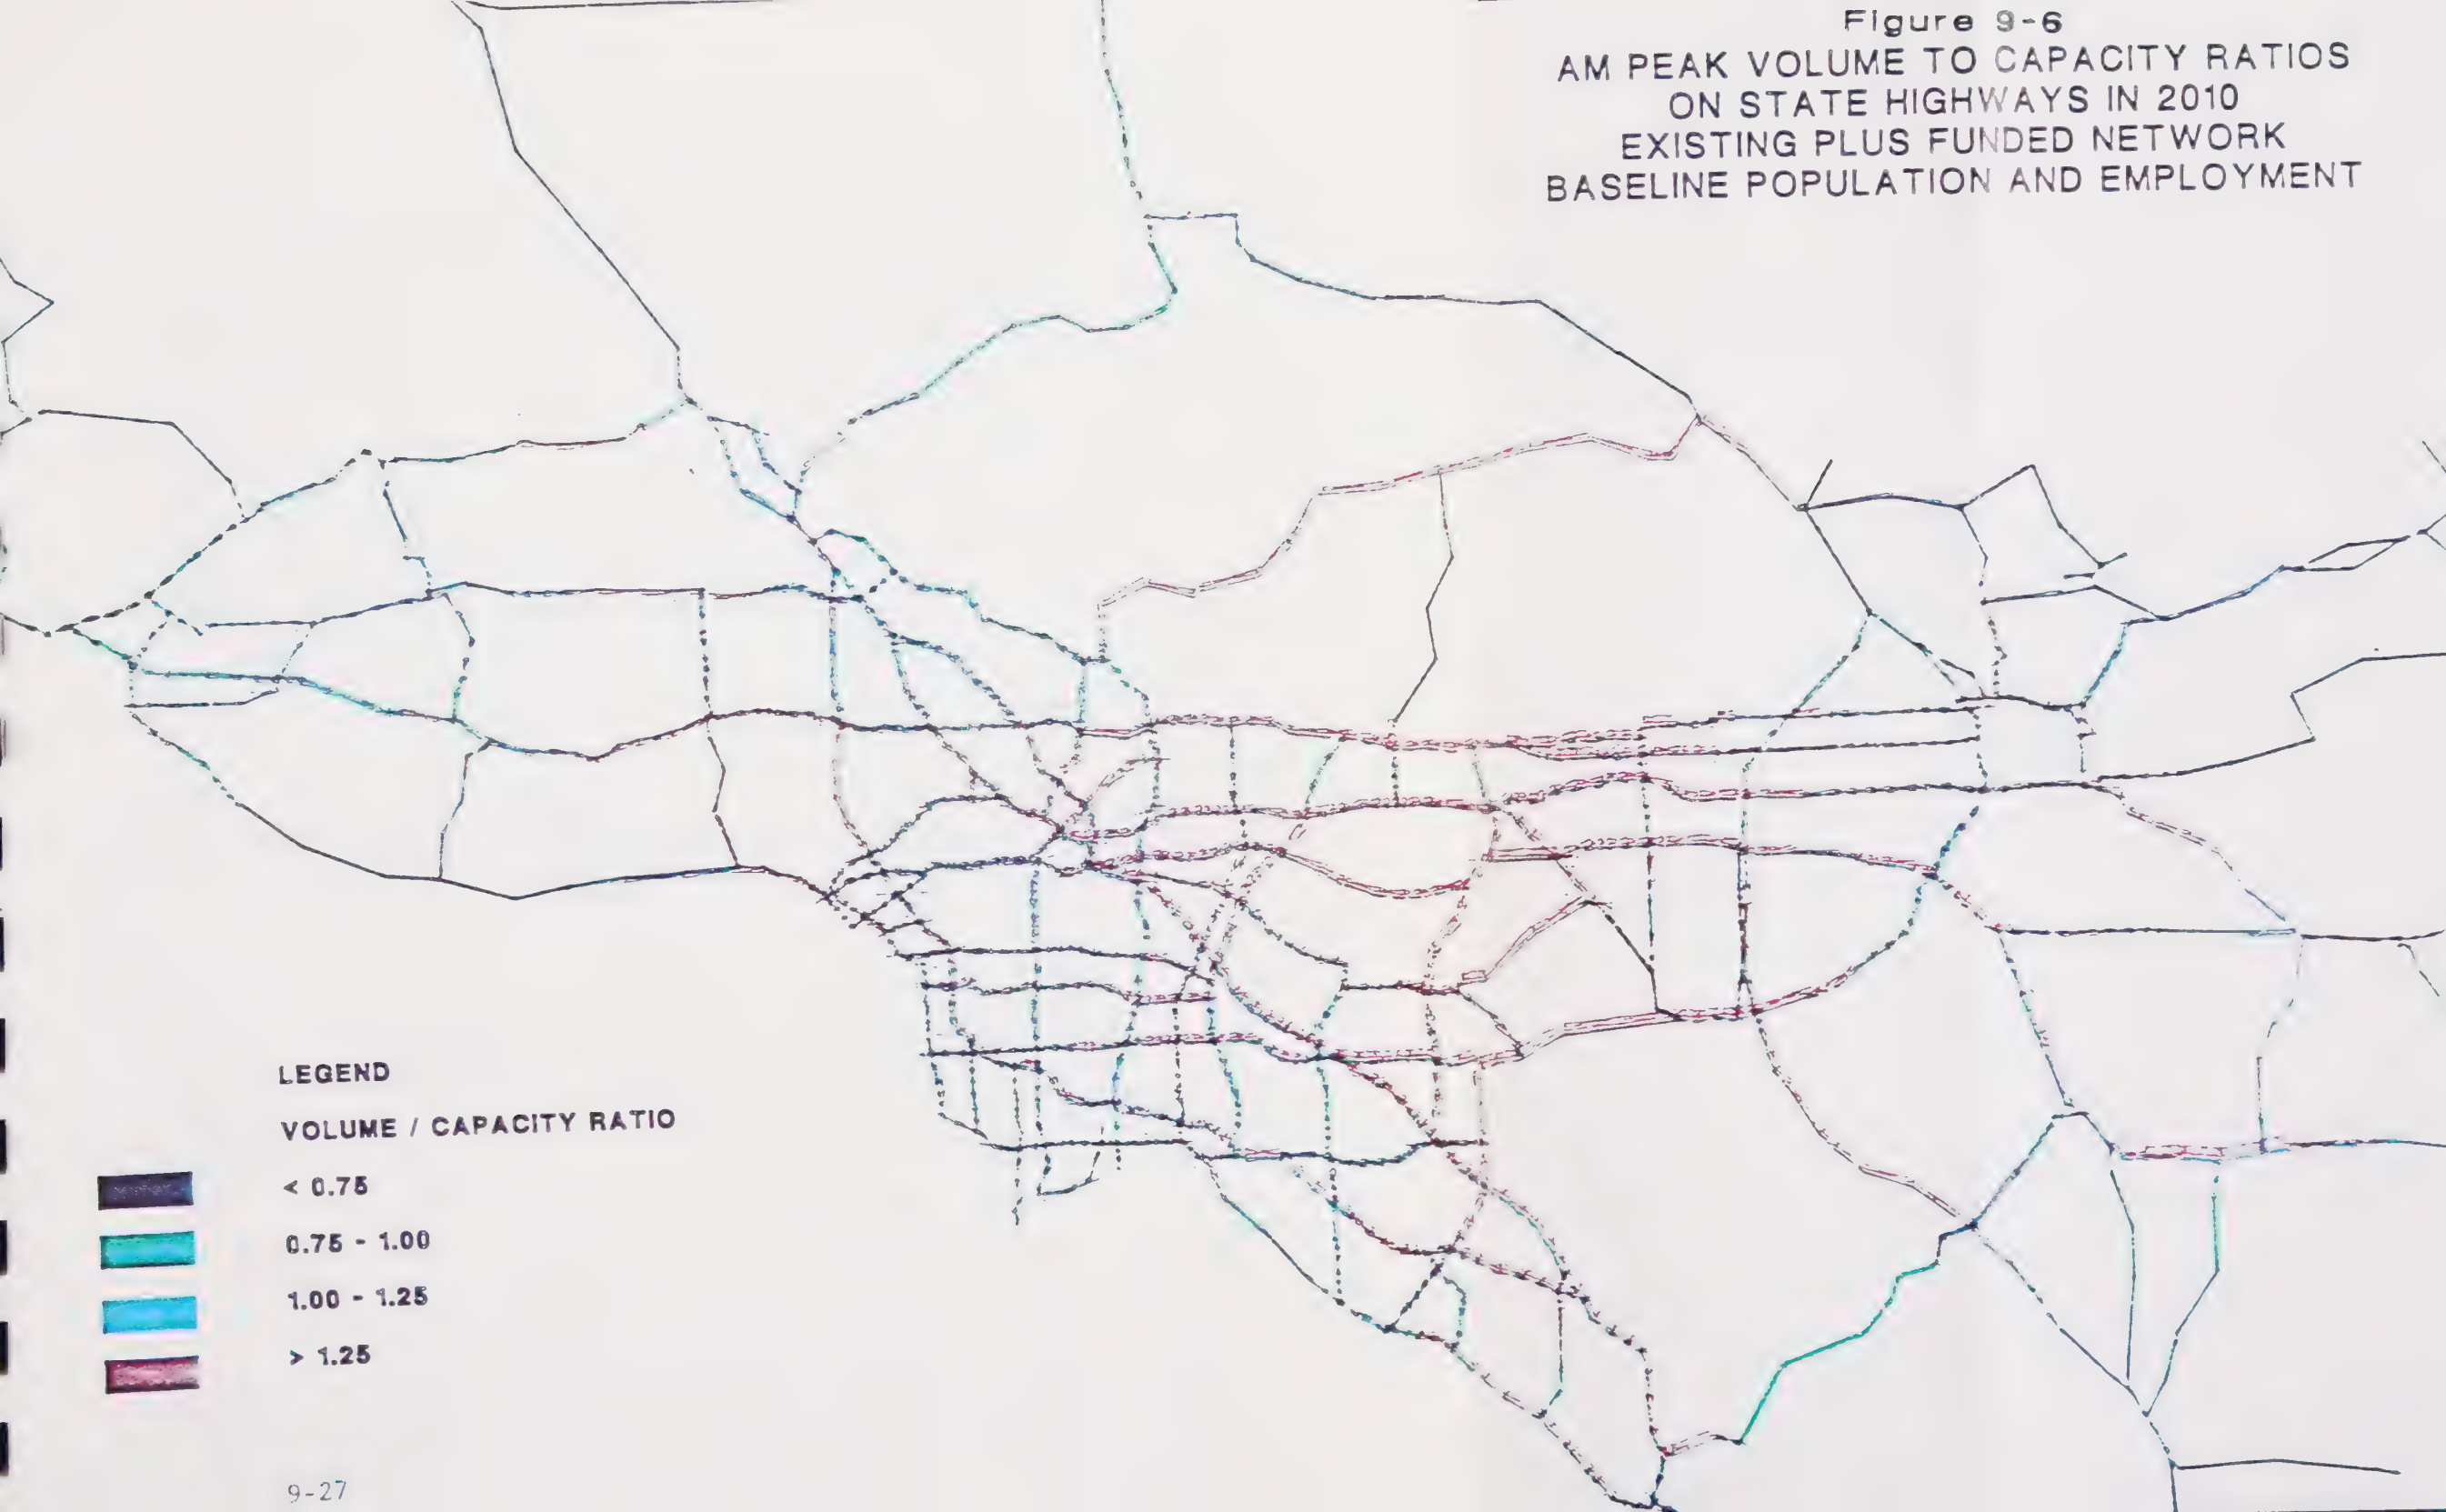 Figure 9-6
AM PEAK VOLUME TO CAPACITY RATIOS
ON STATE HIGHWAYS IN 2010
EXISTING PLUS FUNDED NETWORK
BASELINE POPULATION AND EMPLOYMENT
LEGEND
VOLUME / CAPACITY RATIO
< 0.75
0.75 - 1.00
1.00 - 1.25
> 1.25
9-27